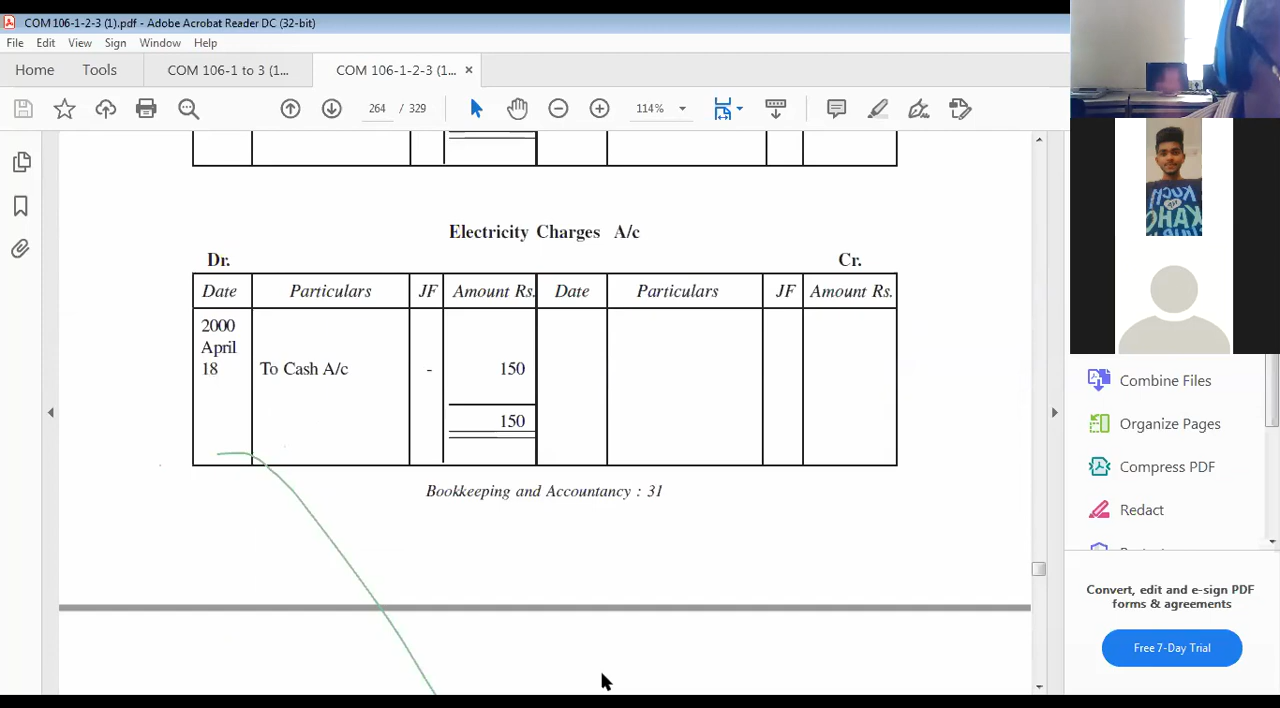 COM 106-1-2-3 (1).pdf - Adobe Acrobat Reader DC (32-bit)
File Edit View Sign Window Help
Home Tools COM 106-1 to 3 (1... COM 106-1-2-3 (1... ×
264 / 329 114%
Electricity Charges A/c
Dr. Cr.
Date Particulars JF Amount Rs. Date Particulars JF Amount Rs.
2000
April
18 To Cash A/c - 150
150
Bookkeeping and Accountancy : 31
KUCH
KAHO
Combine Files
Organize Pages
Compress PDF
Redact
Convert, edit and e-sign PDF
forms & agreements
Free 7-Day Trial